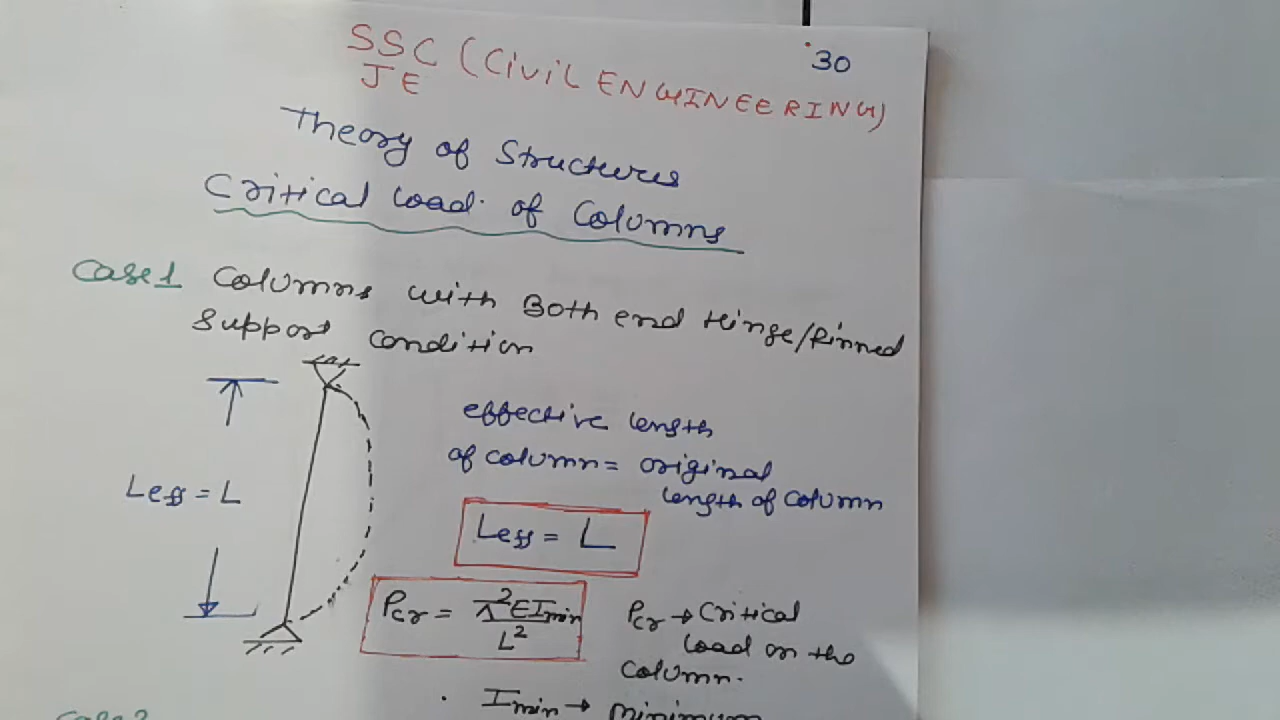 SSC (CIVIL ENGINEERING)
JE
30
Theory of Structures
Critical Load of Columns
Case 1 Columns with Both end Hinge/Pinned
Support Condition
effective length
of column = original
length of column
Leff = L
Leff = L
Pcr = π²EImin / L²
Pcr → Critical
Load on the
column.
Imin → minimum
Case 2